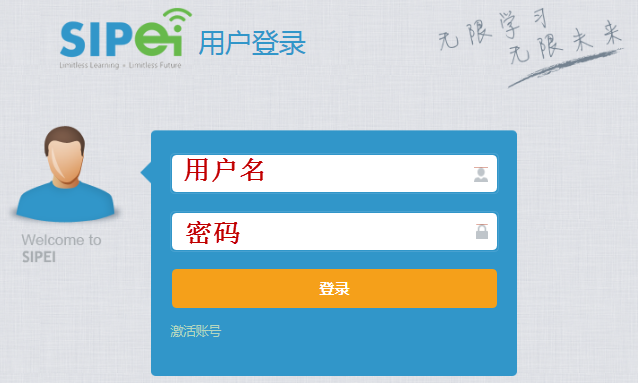 SIPEI 用户登录
Limitless Learning • Limitless Future
无限学习
无限未来
Welcome to
SIPEI
用户名
密码
登录
激活账号